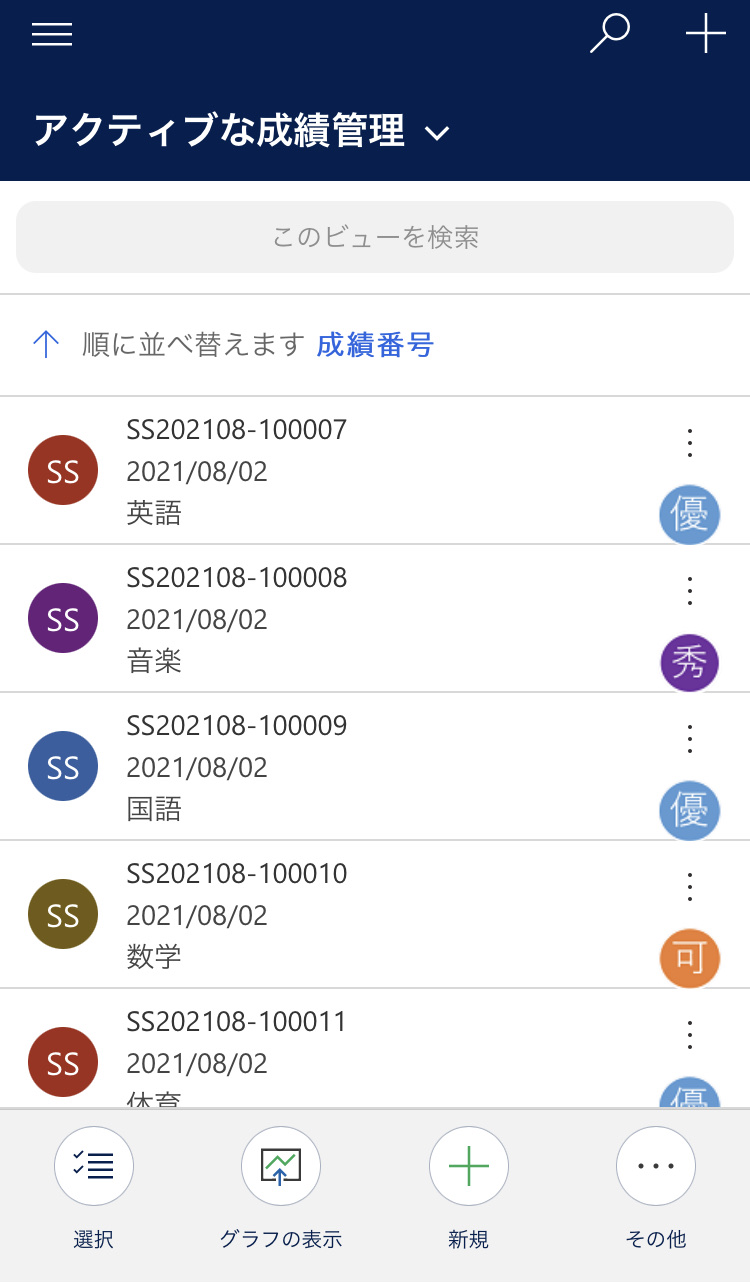 アクティブな成績管理
このビューを検索
順に並べ替えます 成績番号
SS202108-100007
SS
2021/08/02
英語
優
SS202108-100008
SS
2021/08/02
音楽
秀
SS202108-100009
SS
2021/08/02
国語
優
SS202108-100010
SS
2021/08/02
数学
可
SS202108-100011
SS
2021/08/02
体育
優
選択 グラフの表示 新規 その他